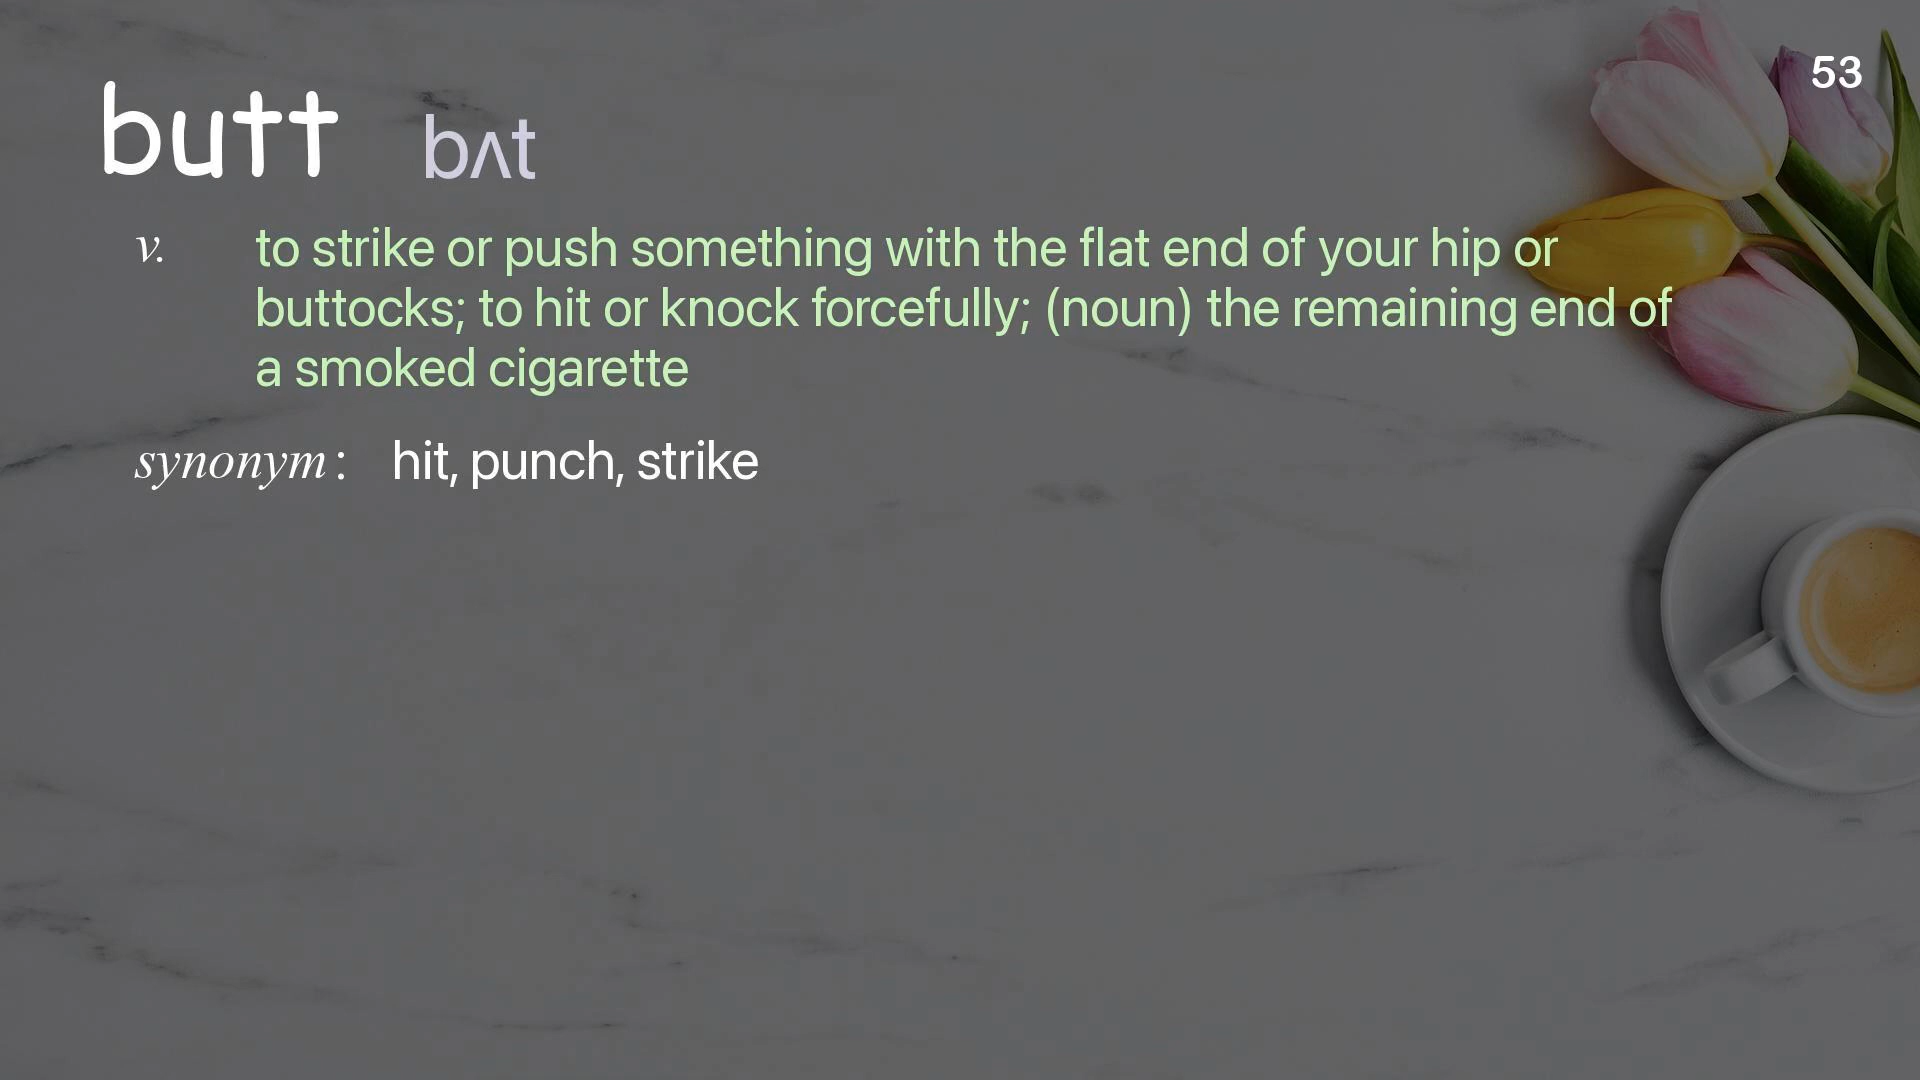 53
butt bʌt
v. to strike or push something with the flat end of your hip or
buttocks; to hit or knock forcefully; (noun) the remaining end of
a smoked cigarette
synonym: hit, punch, strike